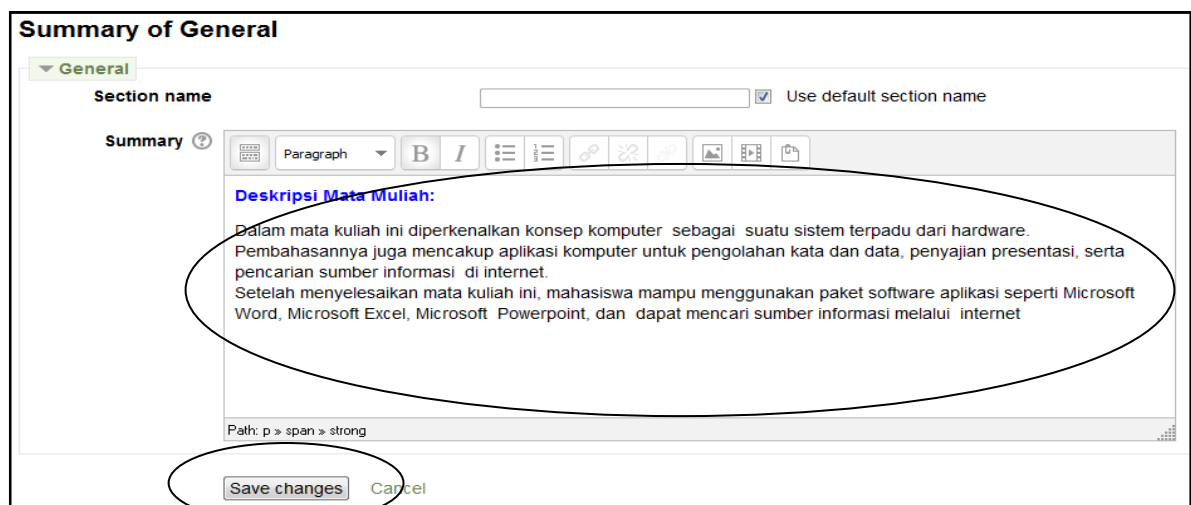 Summary of General
General
Section name Use default section name
Summary
Paragraph B I
Deskripsi Mata Muliah:
Dalam mata kuliah ini diperkenalkan konsep komputer sebagai suatu sistem terpadu dari hardware.
Pembahasannya juga mencakup aplikasi komputer untuk pengolahan kata dan data, penyajian presentasi, serta
pencarian sumber informasi di internet.
Setelah menyelesaikan mata kuliah ini, mahasiswa mampu menggunakan paket software aplikasi seperti Microsoft
Word, Microsoft Excel, Microsoft Powerpoint, dan dapat mencari sumber informasi melalui internet
Path: p » span » strong
Save changes Cancel